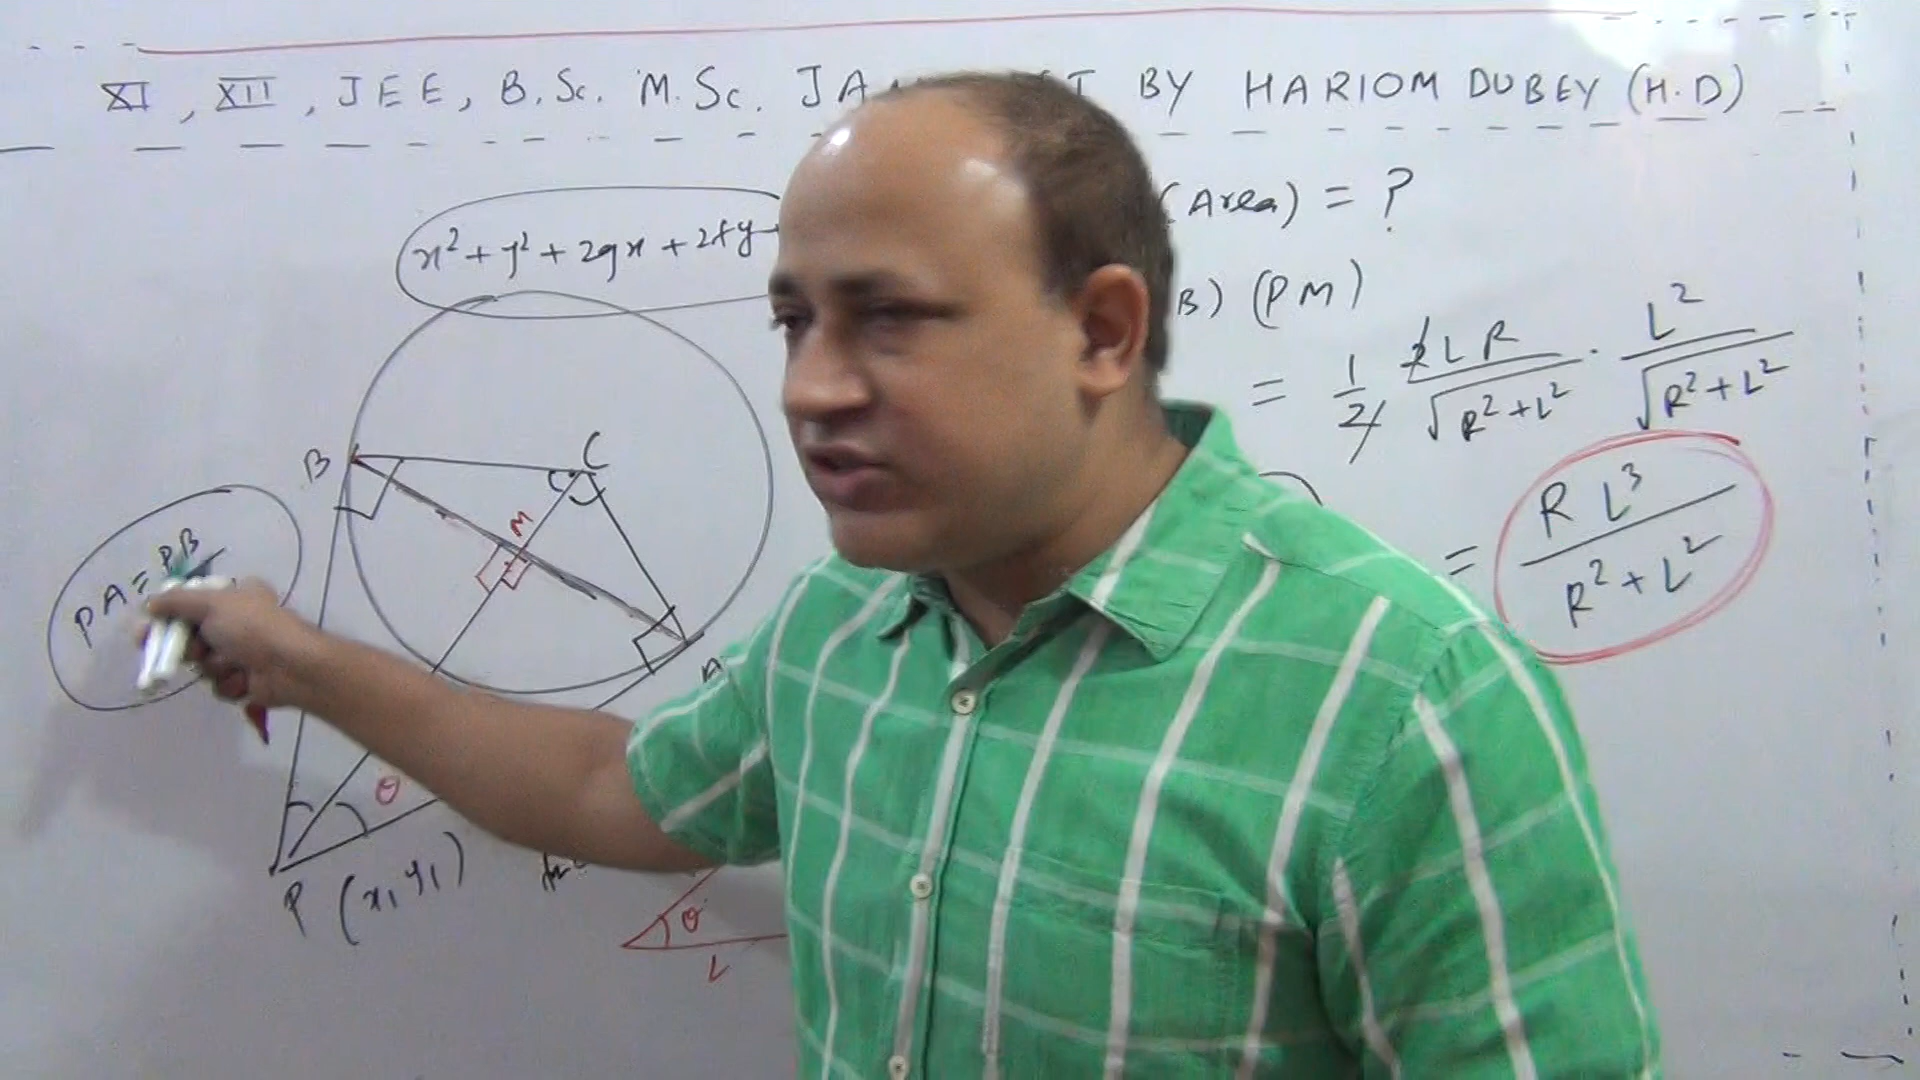 XI, XII, JEE, B.Sc. M.Sc. BY HARIOM DUBEY (H.D)
(Area) = ?
x² + y² + 2gx + 2fy
B) (PM)
= 1/2 2LR/√(R²+L²) · L²/√(R²+L²)
B
C
M
PA = PB
= RL³/(R²+L²)
A
θ
P (x₁ y₁)
θ
L